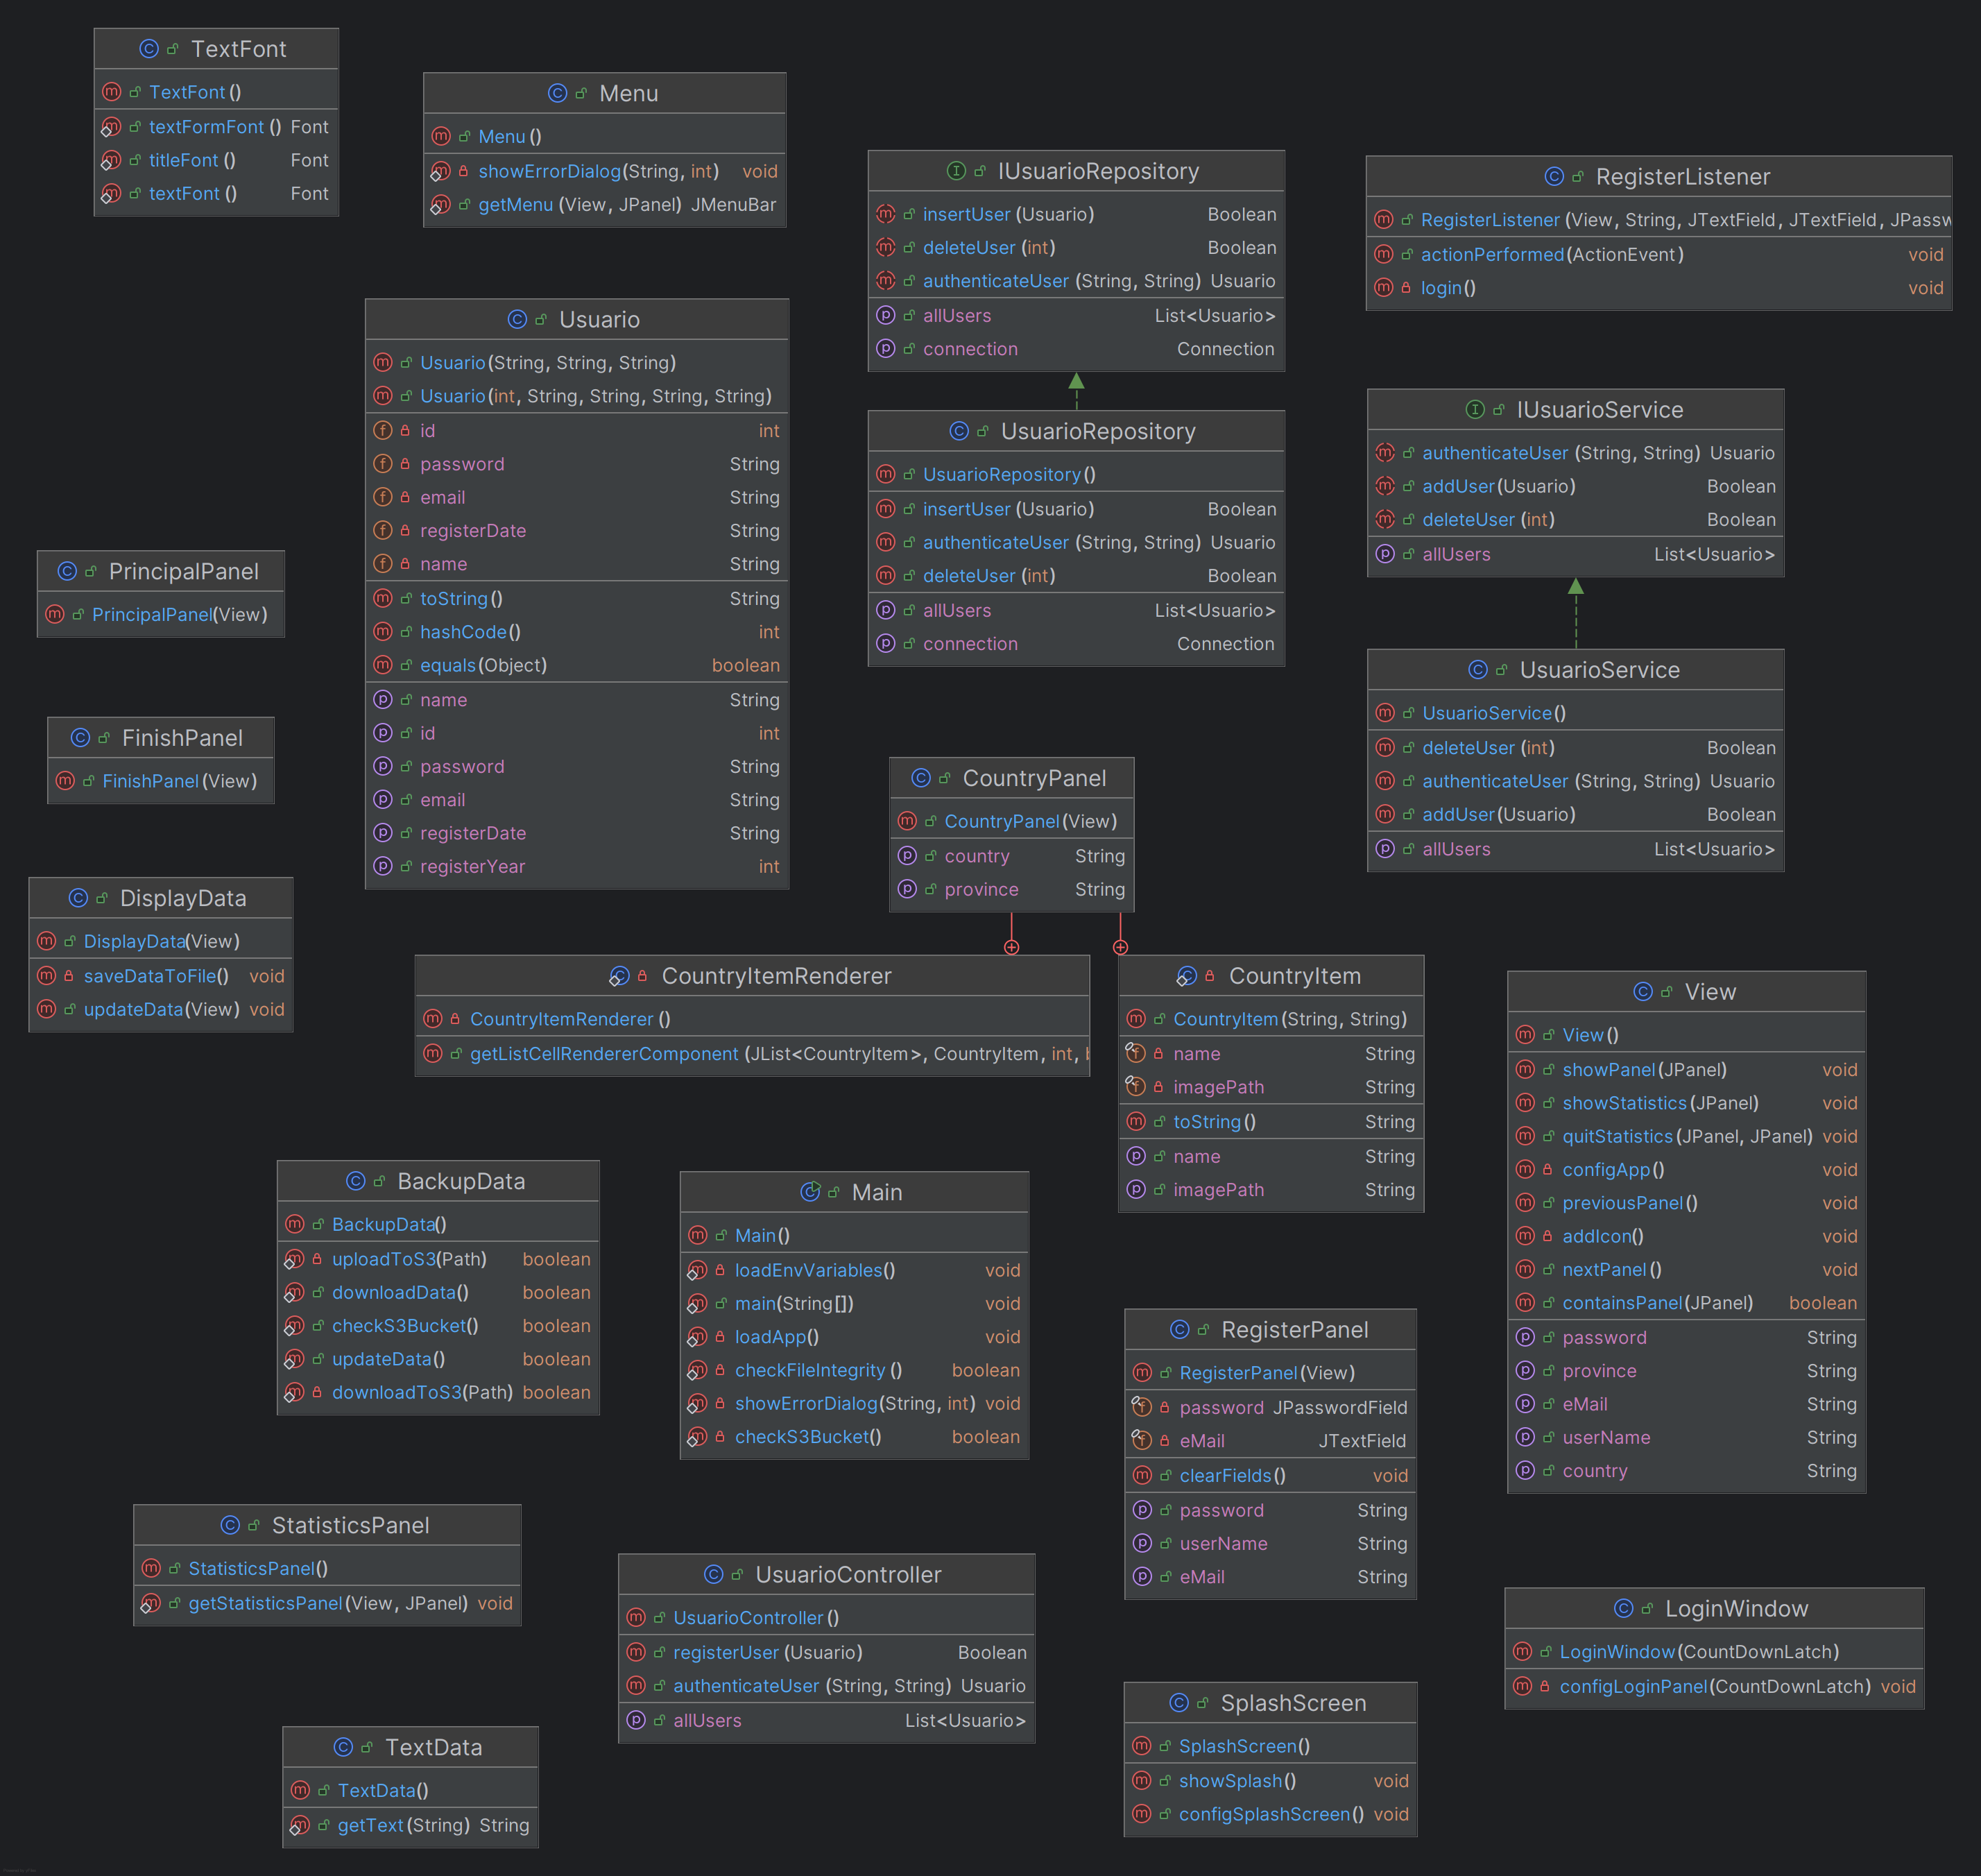 TextFont
TextFont()
textFormFont() Font
titleFont() Font
textFont() Font
Menu
Menu()
showErrorDialog(String, int) void
getMenu(View, JPanel) JMenuBar
IUsuarioRepository
insertUser(Usuario) Boolean
deleteUser(int) Boolean
authenticateUser(String, String) Usuario
allUsers List<Usuario>
connection Connection
RegisterListener
RegisterListener(View, String, JTextField, JTextField, JPassw
actionPerformed(ActionEvent) void
login() void
Usuario
Usuario(String, String, String)
Usuario(int, String, String, String, String)
id int
password String
email String
registerDate String
name String
toString() String
hashCode() int
equals(Object) boolean
name String
id int
password String
email String
registerDate String
registerYear int
UsuarioRepository
UsuarioRepository()
insertUser(Usuario) Boolean
authenticateUser(String, String) Usuario
deleteUser(int) Boolean
allUsers List<Usuario>
connection Connection
IUsuarioService
authenticateUser(String, String) Usuario
addUser(Usuario) Boolean
deleteUser(int) Boolean
allUsers List<Usuario>
PrincipalPanel
PrincipalPanel(View)
UsuarioService
UsuarioService()
deleteUser(int) Boolean
authenticateUser(String, String) Usuario
addUser(Usuario) Boolean
allUsers List<Usuario>
FinishPanel
FinishPanel(View)
CountryPanel
CountryPanel(View)
country String
province String
DisplayData
DisplayData(View)
saveDataToFile() void
updateData(View) void
CountryItemRenderer
CountryItemRenderer()
getListCellRendererComponent(JList<CountryItem>, CountryItem, int, b
CountryItem
CountryItem(String, String)
name String
imagePath String
toString() String
name String
imagePath String
View
View()
showPanel(JPanel) void
showStatistics(JPanel) void
quitStatistics(JPanel, JPanel) void
configApp() void
previousPanel() void
addIcon() void
nextPanel() void
containsPanel(JPanel) boolean
password String
province String
eMail String
userName String
country String
BackupData
BackupData()
uploadToS3(Path) boolean
downloadData() boolean
checkS3Bucket() boolean
updateData() boolean
downloadToS3(Path) boolean
Main
Main()
loadEnvVariables() void
main(String[]) void
loadApp() void
checkFileIntegrity() boolean
showErrorDialog(String, int) void
checkS3Bucket() boolean
RegisterPanel
RegisterPanel(View)
password JPasswordField
eMail JTextField
clearFields() void
password String
userName String
eMail String
StatisticsPanel
StatisticsPanel()
getStatisticsPanel(View, JPanel) void
UsuarioController
UsuarioController()
registerUser(Usuario) Boolean
authenticateUser(String, String) Usuario
allUsers List<Usuario>
LoginWindow
LoginWindow(CountDownLatch)
configLoginPanel(CountDownLatch) void
SplashScreen
SplashScreen()
showSplash() void
configSplashScreen() void
TextData
TextData()
getText(String) String